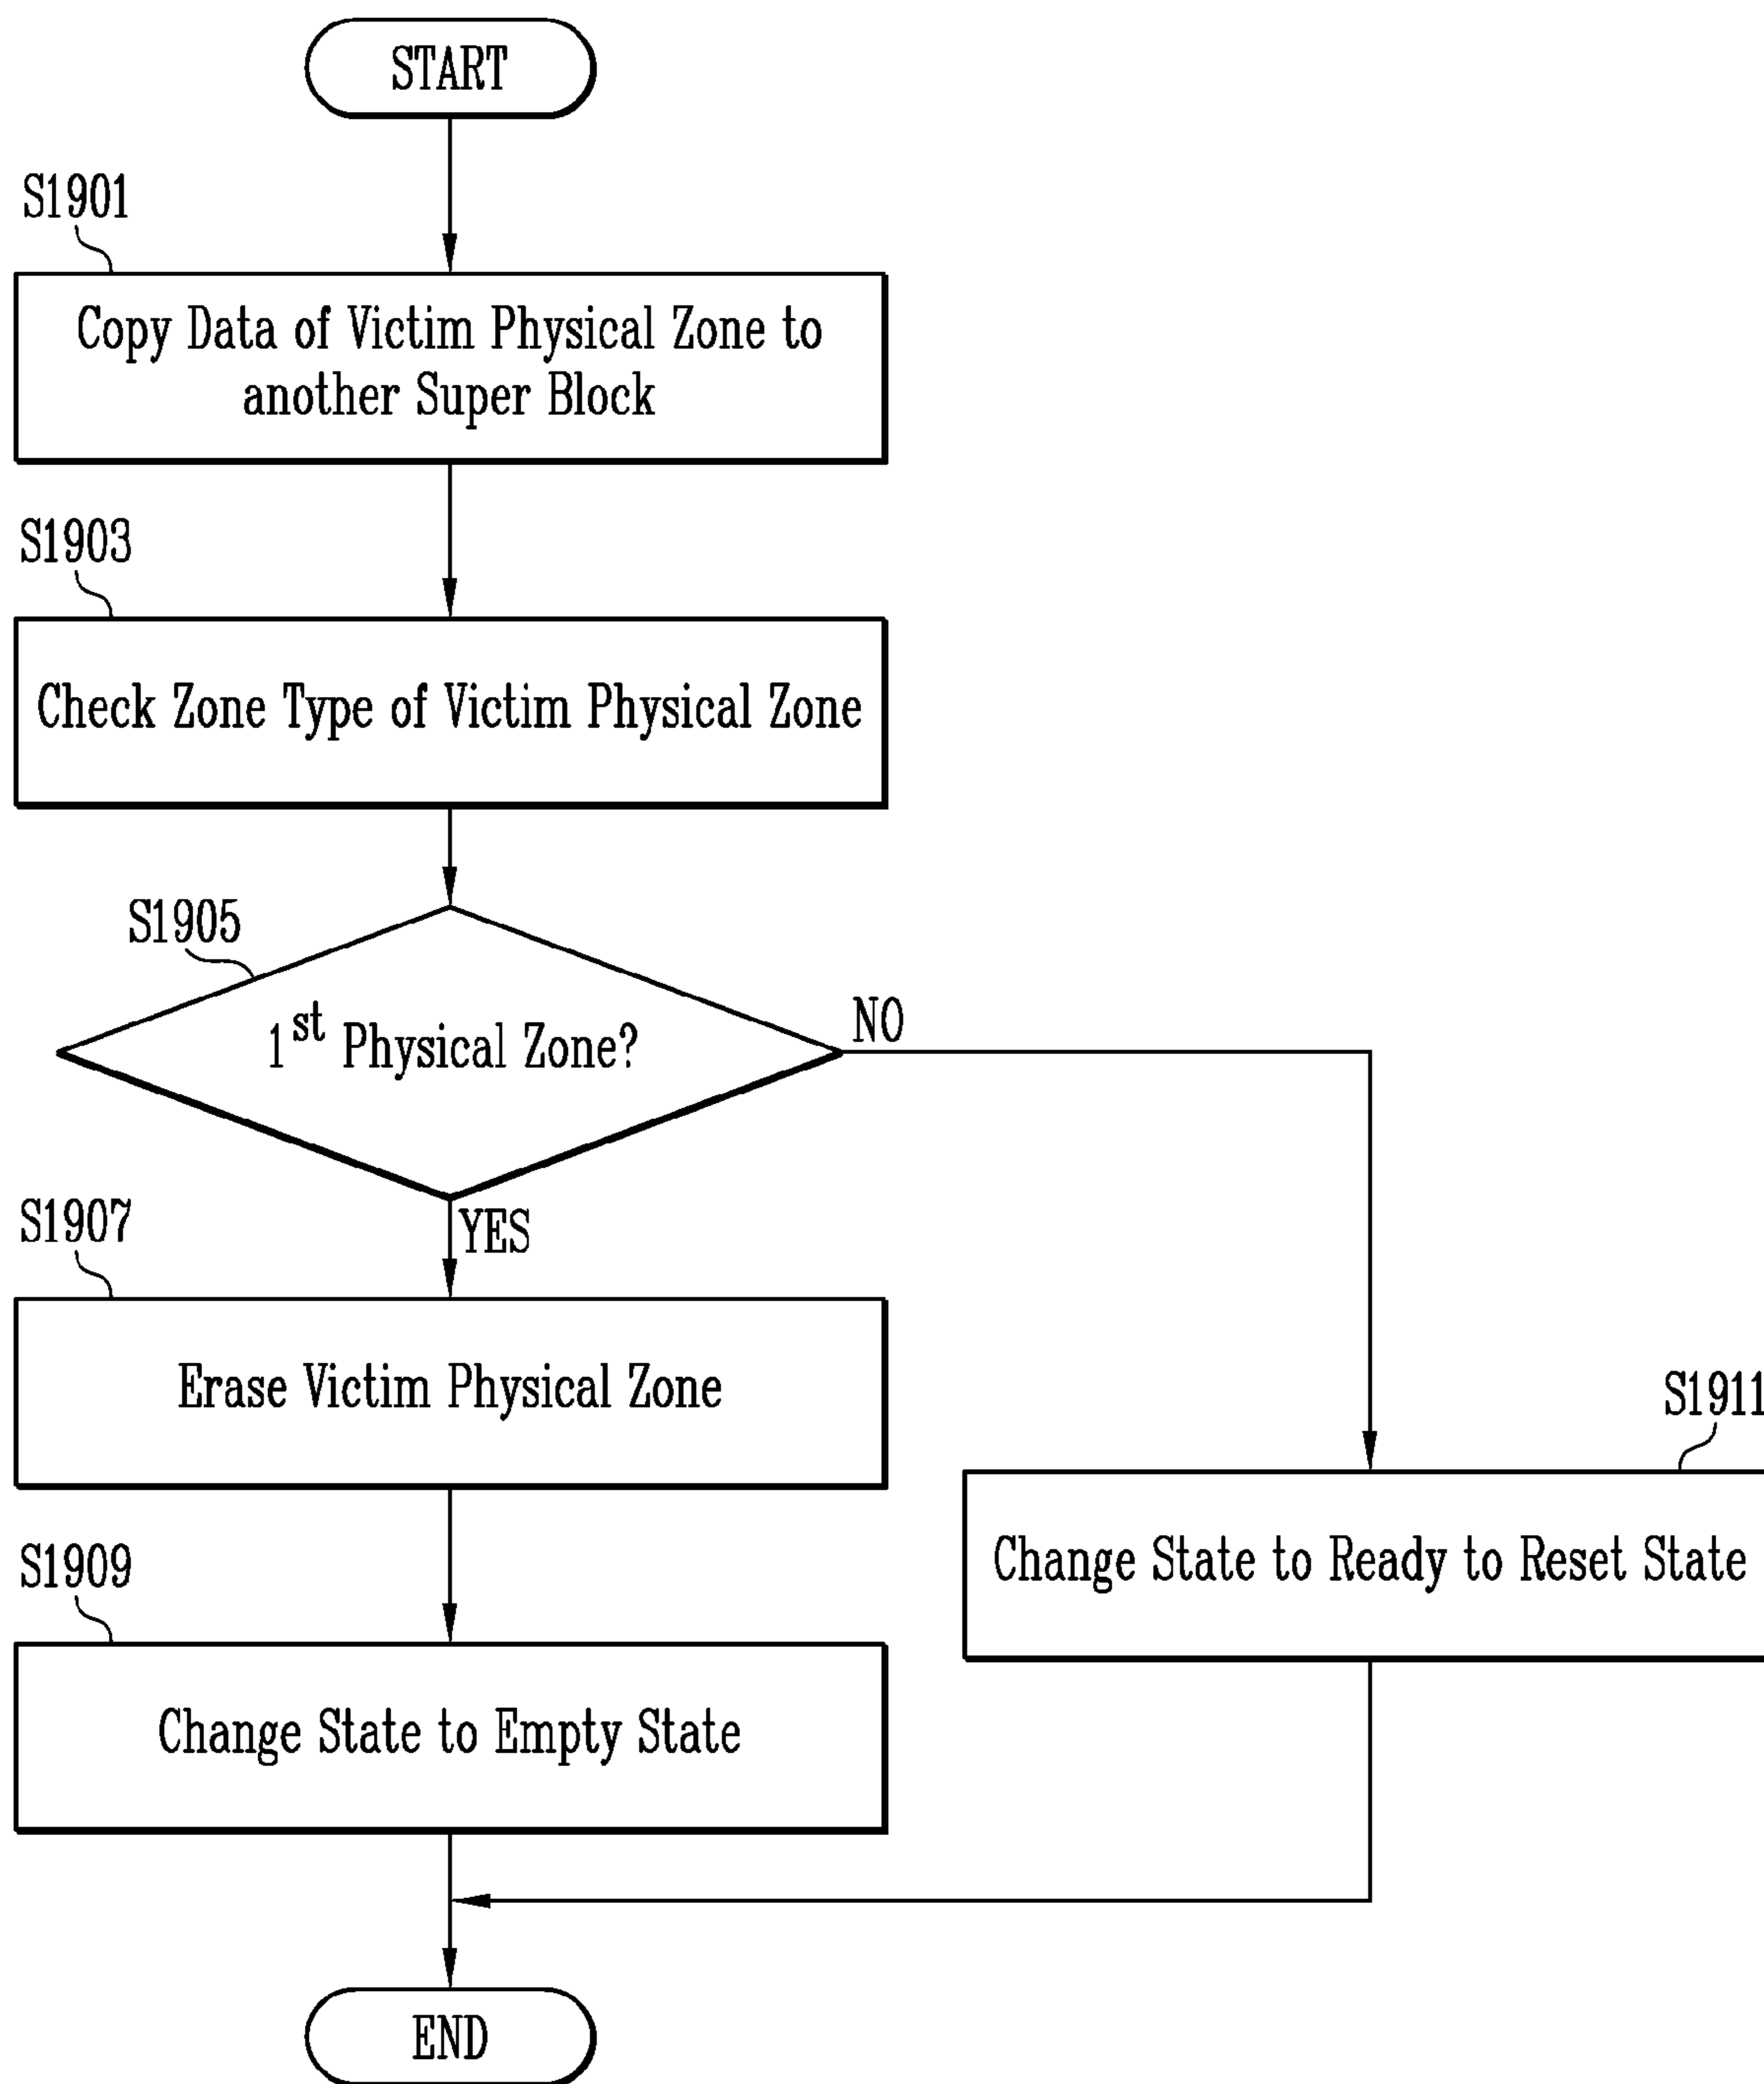 START
S1901
Copy Data of Victim Physical Zone to
another Super Block
S1903
Check Zone Type of Victim Physical Zone
S1905
1st Physical Zone?
NO
YES
S1907
Erase Victim Physical Zone
S1911
Change State to Ready to Reset State
S1909
Change State to Empty State
END